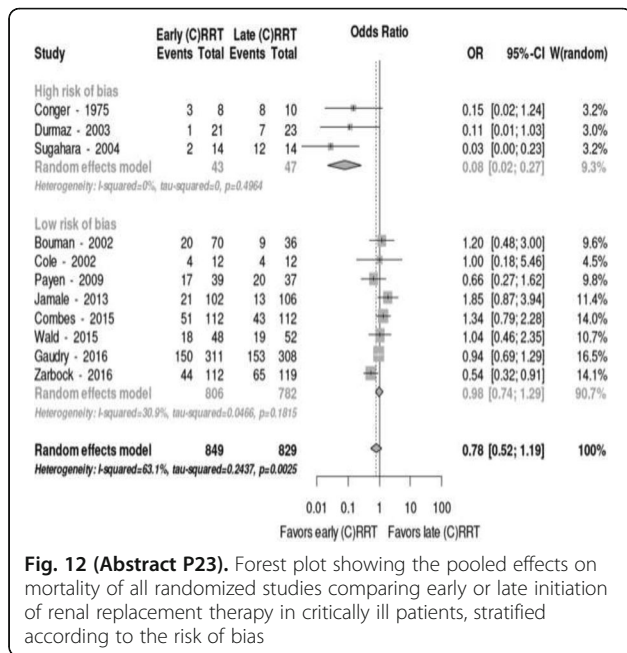 Early (C)RRT Late (C)RRT Odds Ratio
Study Events Total Events Total OR 95%-CI W(random)
High risk of bias
Conger - 1975 3 8 8 10 0.15 [0.02; 1.24] 3.2%
Durmaz - 2003 1 21 7 23 0.11 [0.01; 1.03] 3.0%
Sugahara - 2004 2 14 12 14 0.03 [0.00; 0.23] 3.2%
Random effects model 43 47 0.08 [0.02; 0.27] 9.3%
Heterogeneity: I-squared=0%, tau-squared=0, p=0.4964
Low risk of bias
Bouman - 2002 20 70 9 36 1.20 [0.48; 3.00] 9.6%
Cole - 2002 4 12 4 12 1.00 [0.18; 5.46] 4.5%
Payen - 2009 17 39 20 37 0.66 [0.27; 1.62] 9.8%
Jamale - 2013 21 102 13 106 1.85 [0.87; 3.94] 11.4%
Combes - 2015 51 112 43 112 1.34 [0.79; 2.28] 14.0%
Wald - 2015 18 48 19 52 1.04 [0.46; 2.35] 10.7%
Gaudry - 2016 150 311 153 308 0.94 [0.69; 1.29] 16.5%
Zarbock - 2016 44 112 65 119 0.54 [0.32; 0.91] 14.1%
Random effects model 806 782 0.98 [0.74; 1.29] 90.7%
Heterogeneity: I-squared=30.9%, tau-squared=0.0466, p=0.1815
Random effects model 849 829 0.78 [0.52; 1.19] 100%
Heterogeneity: I-squared=63.1%, tau-squared=0.2437, p=0.0025
0.01 0.1 1 10 100
Favors early (C)RRT Favors late (C)RRT
Fig. 12 (Abstract P23). Forest plot showing the pooled effects on
mortality of all randomized studies comparing early or late initiation
of renal replacement therapy in critically ill patients, stratified
according to the risk of bias